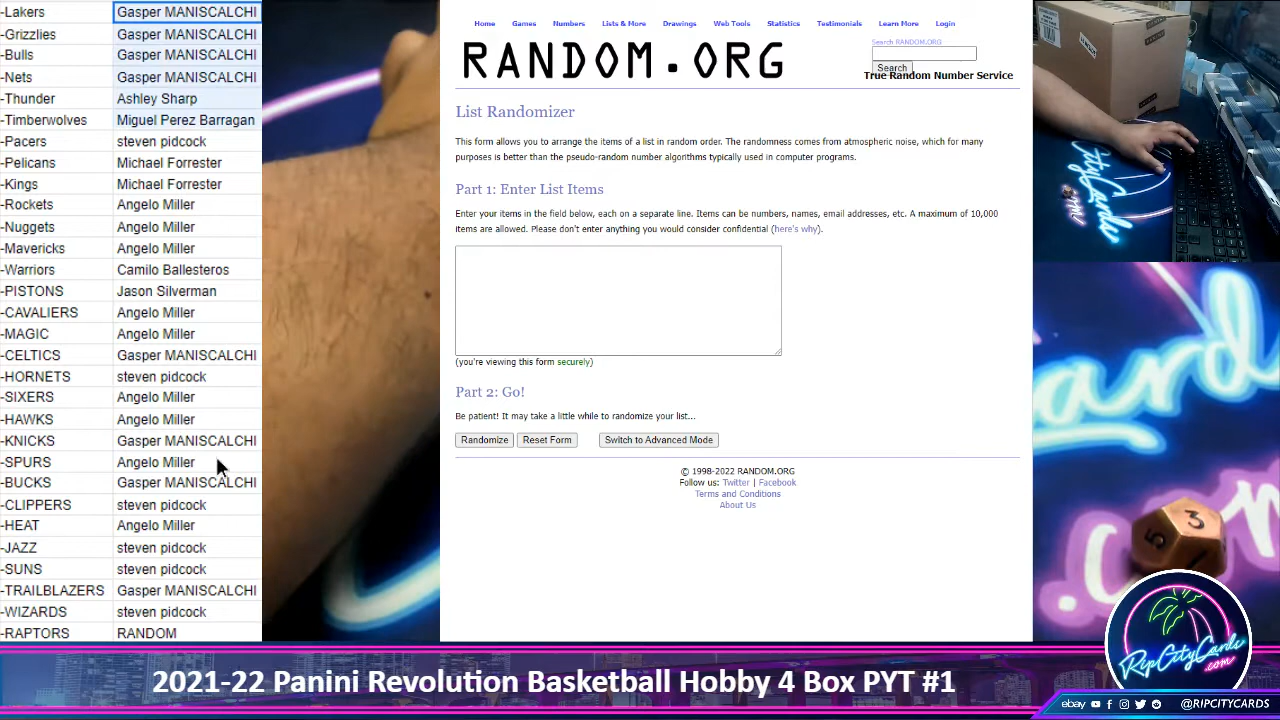 -Lakers Gasper MANISCALCHI
-Grizzlies Gasper MANISCALCHI
-Bulls Gasper MANISCALCHI
-Nets Gasper MANISCALCHI
-Thunder Ashley Sharp
-Timberwolves Miguel Perez Barragan
-Pacers steven pidcock
-Pelicans Michael Forrester
-Kings Michael Forrester
-Rockets Angelo Miller
-Nuggets Angelo Miller
-Mavericks Angelo Miller
-Warriors Camilo Ballesteros
-PISTONS Jason Silverman
-CAVALIERS Angelo Miller
-MAGIC Angelo Miller
-CELTICS Gasper MANISCALCHI
-HORNETS steven pidcock
-SIXERS Angelo Miller
-HAWKS Angelo Miller
-KNICKS Gasper MANISCALCHI
-SPURS Angelo Miller
-BUCKS Gasper MANISCALCHI
-CLIPPERS steven pidcock
-HEAT Angelo Miller
-JAZZ steven pidcock
-SUNS steven pidcock
-TRAILBLAZERS Gasper MANISCALCHI
-WIZARDS steven pidcock
-RAPTORS RANDOM
Home Games Numbers Lists & More Drawings Web Tools Statistics Testimonials Learn More Login
RANDOM.ORG
Search RANDOM.ORG
Search
True Random Number Service
List Randomizer
This form allows you to arrange the items of a list in random order. The randomness comes from atmospheric noise, which for many
purposes is better than the pseudo-random number algorithms typically used in computer programs.
Part 1: Enter List Items
Enter your items in the field below, each on a separate line. Items can be numbers, names, email addresses, etc. A maximum of 10,000
items are allowed. Please don't enter anything you would consider confidential (here's why).
(you're viewing this form securely)
Part 2: Go!
Be patient! It may take a little while to randomize your list...
Randomize Reset Form Switch to Advanced Mode
© 1998-2022 RANDOM.ORG
Follow us: Twitter | Facebook
Terms and Conditions
About Us
5 3
RipCityCards
.com
2021-22 Panini Revolution Basketball Hobby 4 Box PYT #1
ebay @RIPCITYCARDS